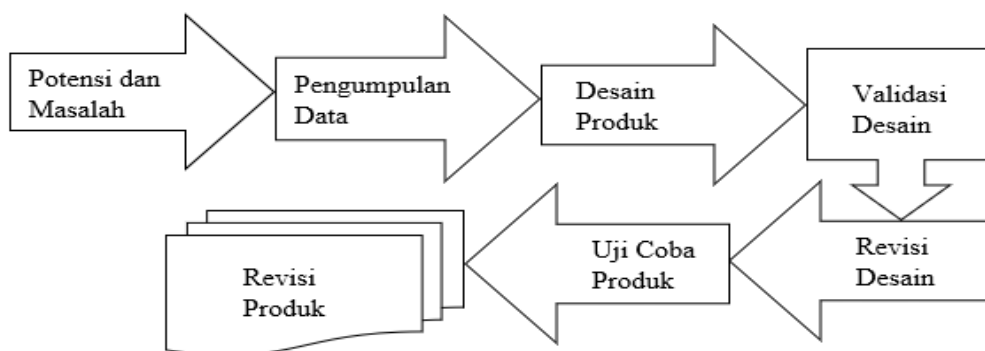 Potensi dan
Masalah
Pengumpulan
Data
Desain
Produk
Validasi
Desain
Revisi
Desain
Uji Coba
Produk
Revisi
Produk